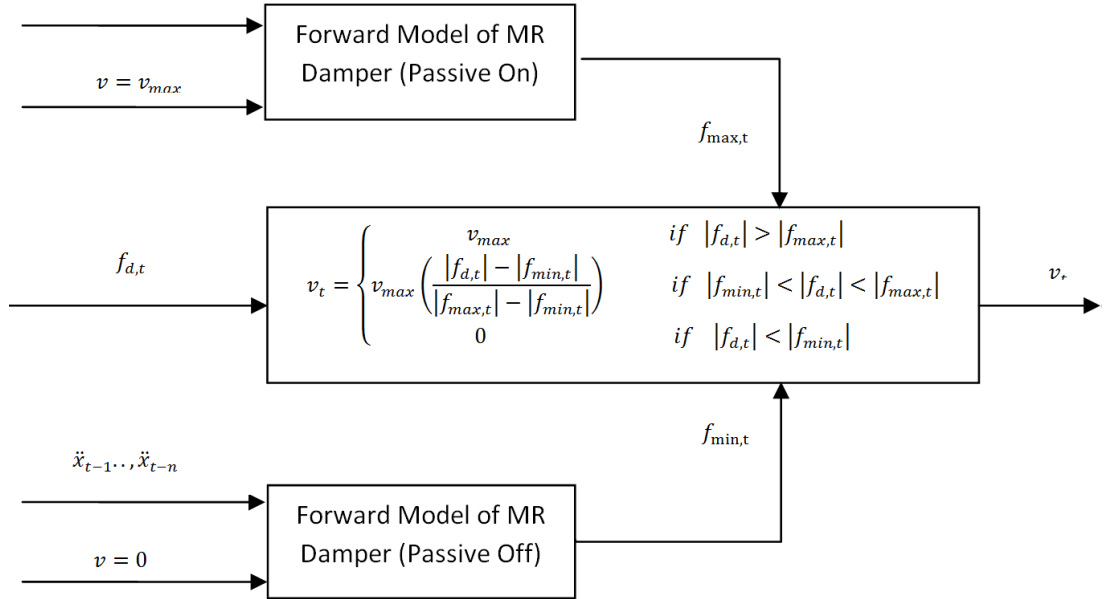 Forward Model of MR
Damper (Passive On)
v = v_max
f_max,t
f_d,t
v_t = { v_max if |f_d,t| > |f_max,t|
v_max ( (|f_d,t| − |f_min,t|) / (|f_max,t| − |f_min,t|) ) if |f_min,t| < |f_d,t| < |f_max,t|
0 if |f_d,t| < |f_min,t|
f_min,t
ẍ_t−1 . . , ẍ_t−n
Forward Model of MR
Damper (Passive Off)
v = 0